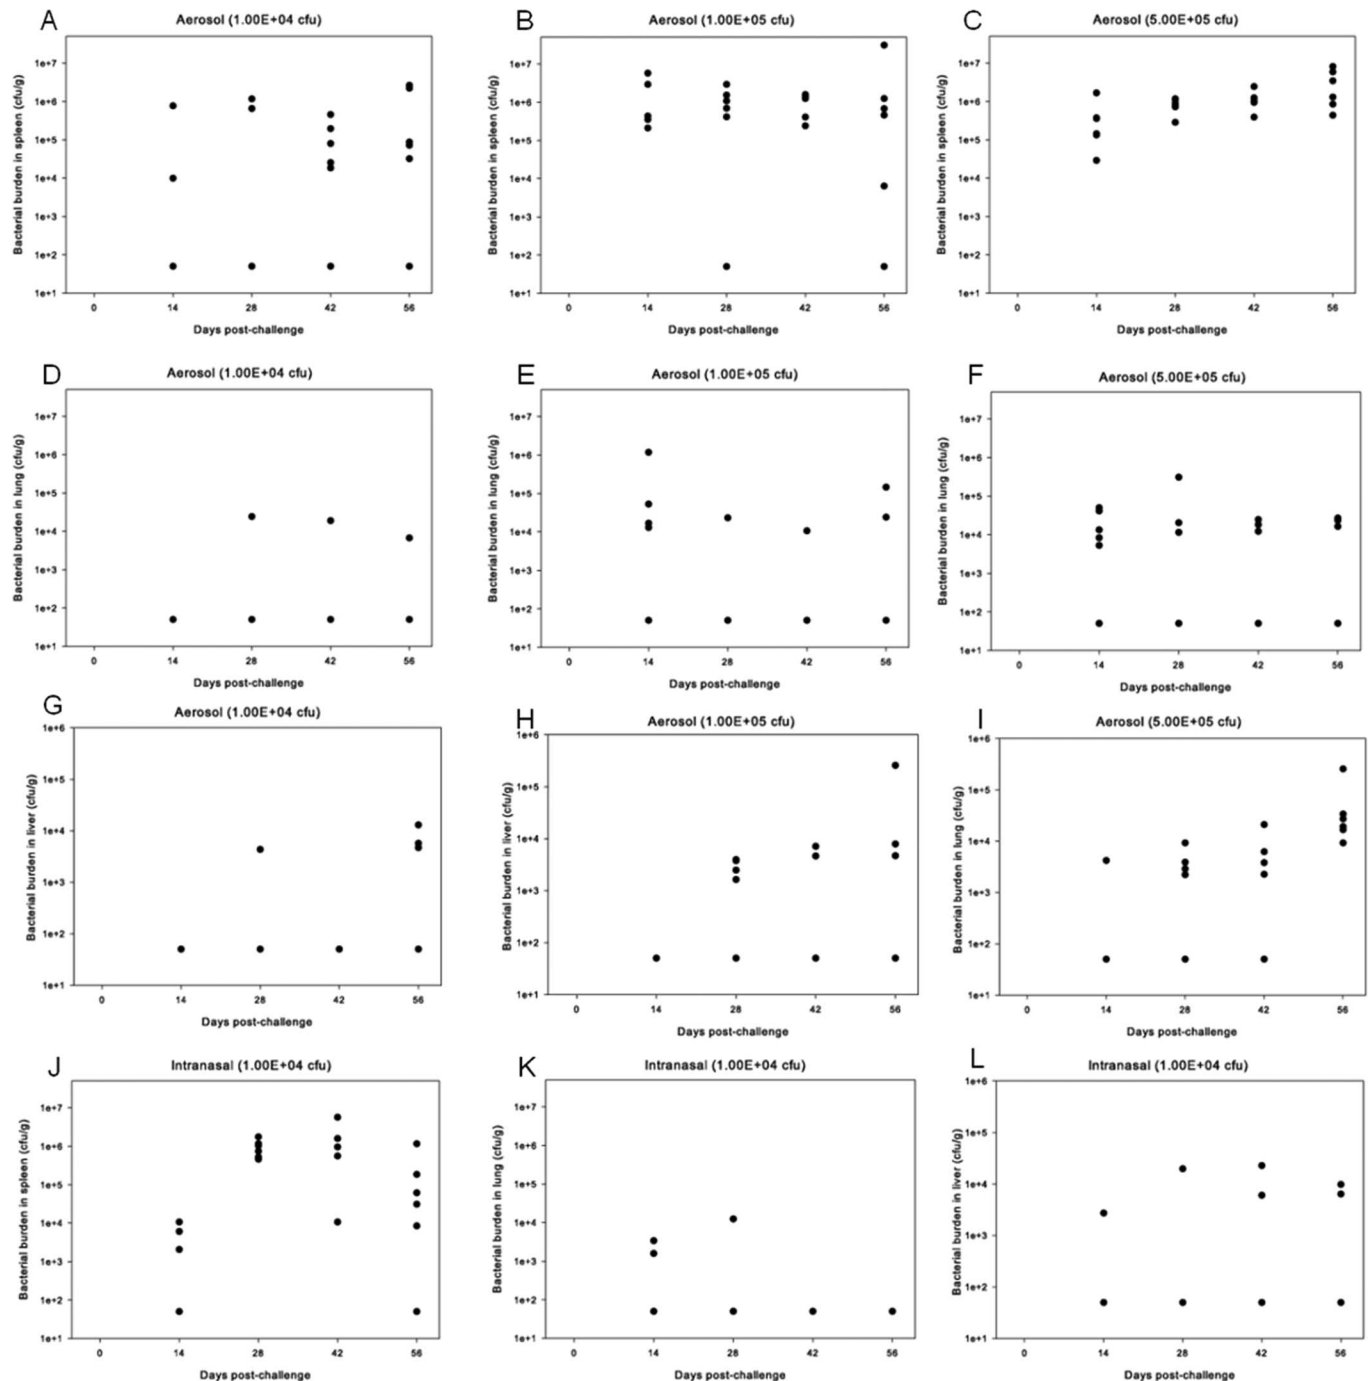 A Aerosol (1.00E+04 cfu)
Bacterial burden in spleen (cfu/g)
1e+7
1e+6
1e+5
1e+4
1e+3
1e+2
1e+1
0 14 28 42 56
Days post-challenge
B Aerosol (1.00E+05 cfu)
Bacterial burden in spleen (cfu/g)
1e+7
1e+6
1e+5
1e+4
1e+3
1e+2
1e+1
0 14 28 42 56
Days post-challenge
C Aerosol (5.00E+05 cfu)
Bacterial burden in spleen (cfu/g)
1e+7
1e+6
1e+5
1e+4
1e+3
1e+2
1e+1
0 14 28 42 56
Days post-challenge
D Aerosol (1.00E+04 cfu)
Bacterial burden in lung (cfu/g)
1e+7
1e+6
1e+5
1e+4
1e+3
1e+2
1e+1
0 14 28 42 56
Days post-challenge
E Aerosol (1.00E+05 cfu)
Bacterial burden in lung (cfu/g)
1e+7
1e+6
1e+5
1e+4
1e+3
1e+2
1e+1
0 14 28 42 56
Days post-challenge
F Aerosol (5.00E+05 cfu)
Bacterial burden in lung (cfu/g)
1e+7
1e+6
1e+5
1e+4
1e+3
1e+2
1e+1
0 14 28 42 56
Days post-challenge
G Aerosol (1.00E+04 cfu)
Bacterial burden in liver (cfu/g)
1e+6
1e+5
1e+4
1e+3
1e+2
1e+1
0 14 28 42 56
Days post-challenge
H Aerosol (1.00E+05 cfu)
Bacterial burden in liver (cfu/g)
1e+6
1e+5
1e+4
1e+3
1e+2
1e+1
0 14 28 42 56
Days post-challenge
I Aerosol (5.00E+05 cfu)
Bacterial burden in lung (cfu/g)
1e+6
1e+5
1e+4
1e+3
1e+2
1e+1
0 14 28 42 56
Days post-challenge
J Intranasal (1.00E+04 cfu)
Bacterial burden in spleen (cfu/g)
1e+7
1e+6
1e+5
1e+4
1e+3
1e+2
1e+1
0 14 28 42 56
Days post-challenge
K Intranasal (1.00E+04 cfu)
Bacterial burden in lung (cfu/g)
1e+7
1e+6
1e+5
1e+4
1e+3
1e+2
1e+1
0 14 28 42 56
Days post-challenge
L Intranasal (1.00E+04 cfu)
Bacterial burden in liver (cfu/g)
1e+6
1e+5
1e+4
1e+3
1e+2
1e+1
0 14 28 42 56
Days post-challenge